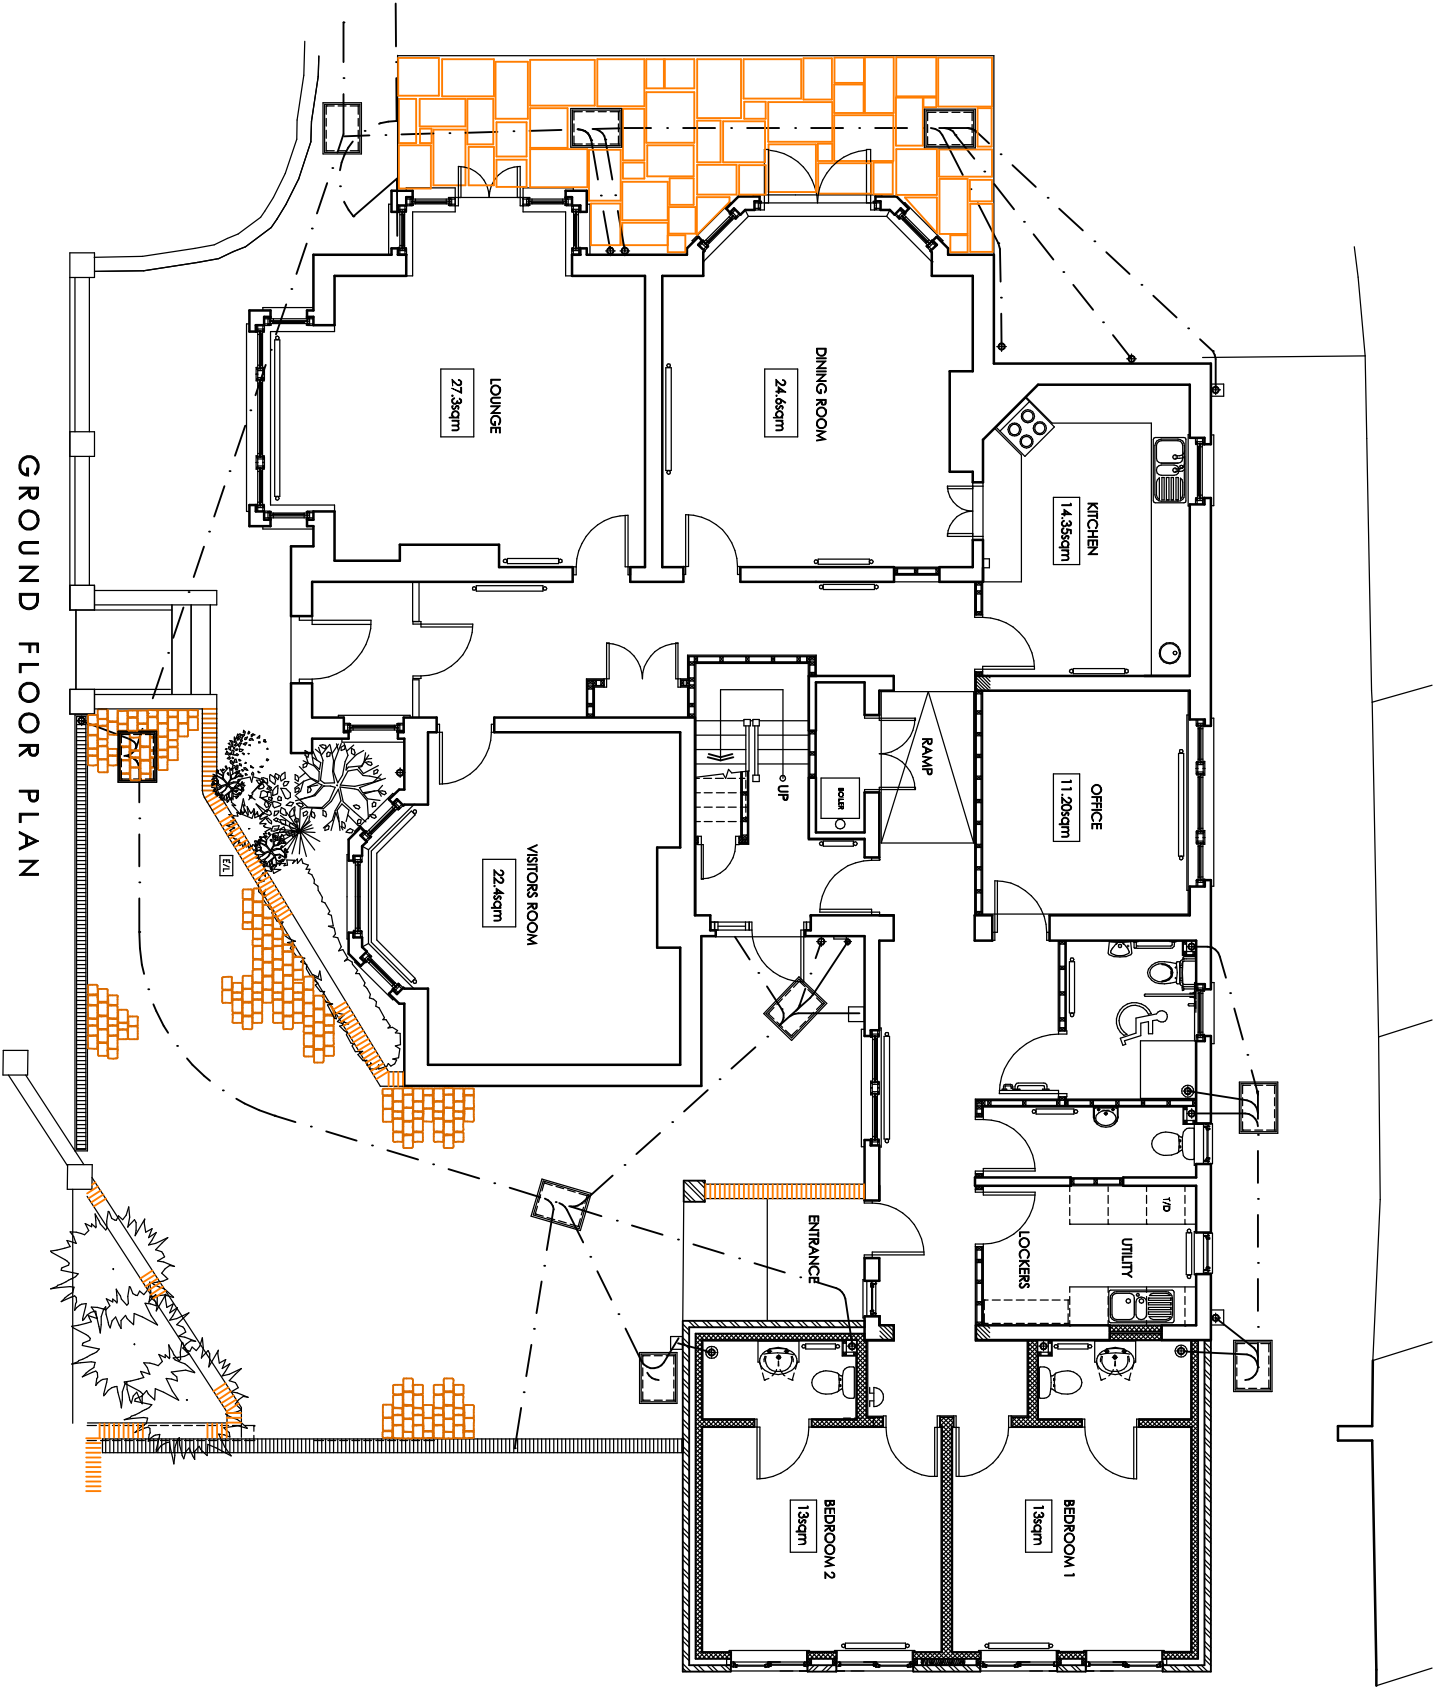 GROUND FLOOR PLAN
KITCHEN
14.35sqm
OFFICE
11.20sqm
T/D
UTILITY
LOCKERS
BEDROOM 1
13sqm
DINING ROOM
24.6sqm
RAMP
BOILER
UP
ENTRANCE
BEDROOM 2
13sqm
LOUNGE
27.3sqm
VISITORS ROOM
22.4sqm
E/L